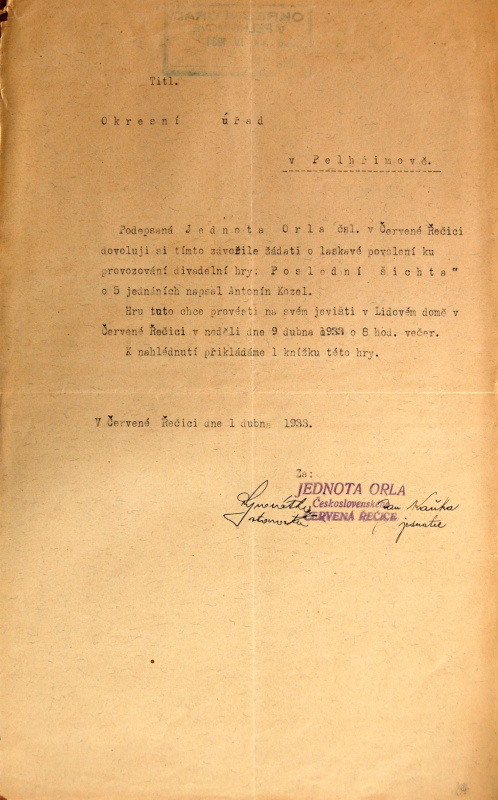 Titl.
Okresní úřad
v Pelhřimově.
Podepsaná Jednota Orla čsl. v Červené Řečici
dovoluji si tímto zdvořile žádati o laskavé povolení ku
provozování divadelní hry: Poslední šichta"
o 5 jednáních napsal Antonín Kozel.
Hru tuto chce provésti na svém jevišti v Lidovém domě v
Červené Řečici v neděli dne 9 dubna 1933 o 8 hod. večer.
K nahlédnutí přikládáme 1 knížku této hry.
V Červené Řečici dne 1 dubna 1933.
Za:
JEDNOTA ORLA
Československého
ČERVENÁ ŘEČICE
starosta
Jan Kaňka
jednatel